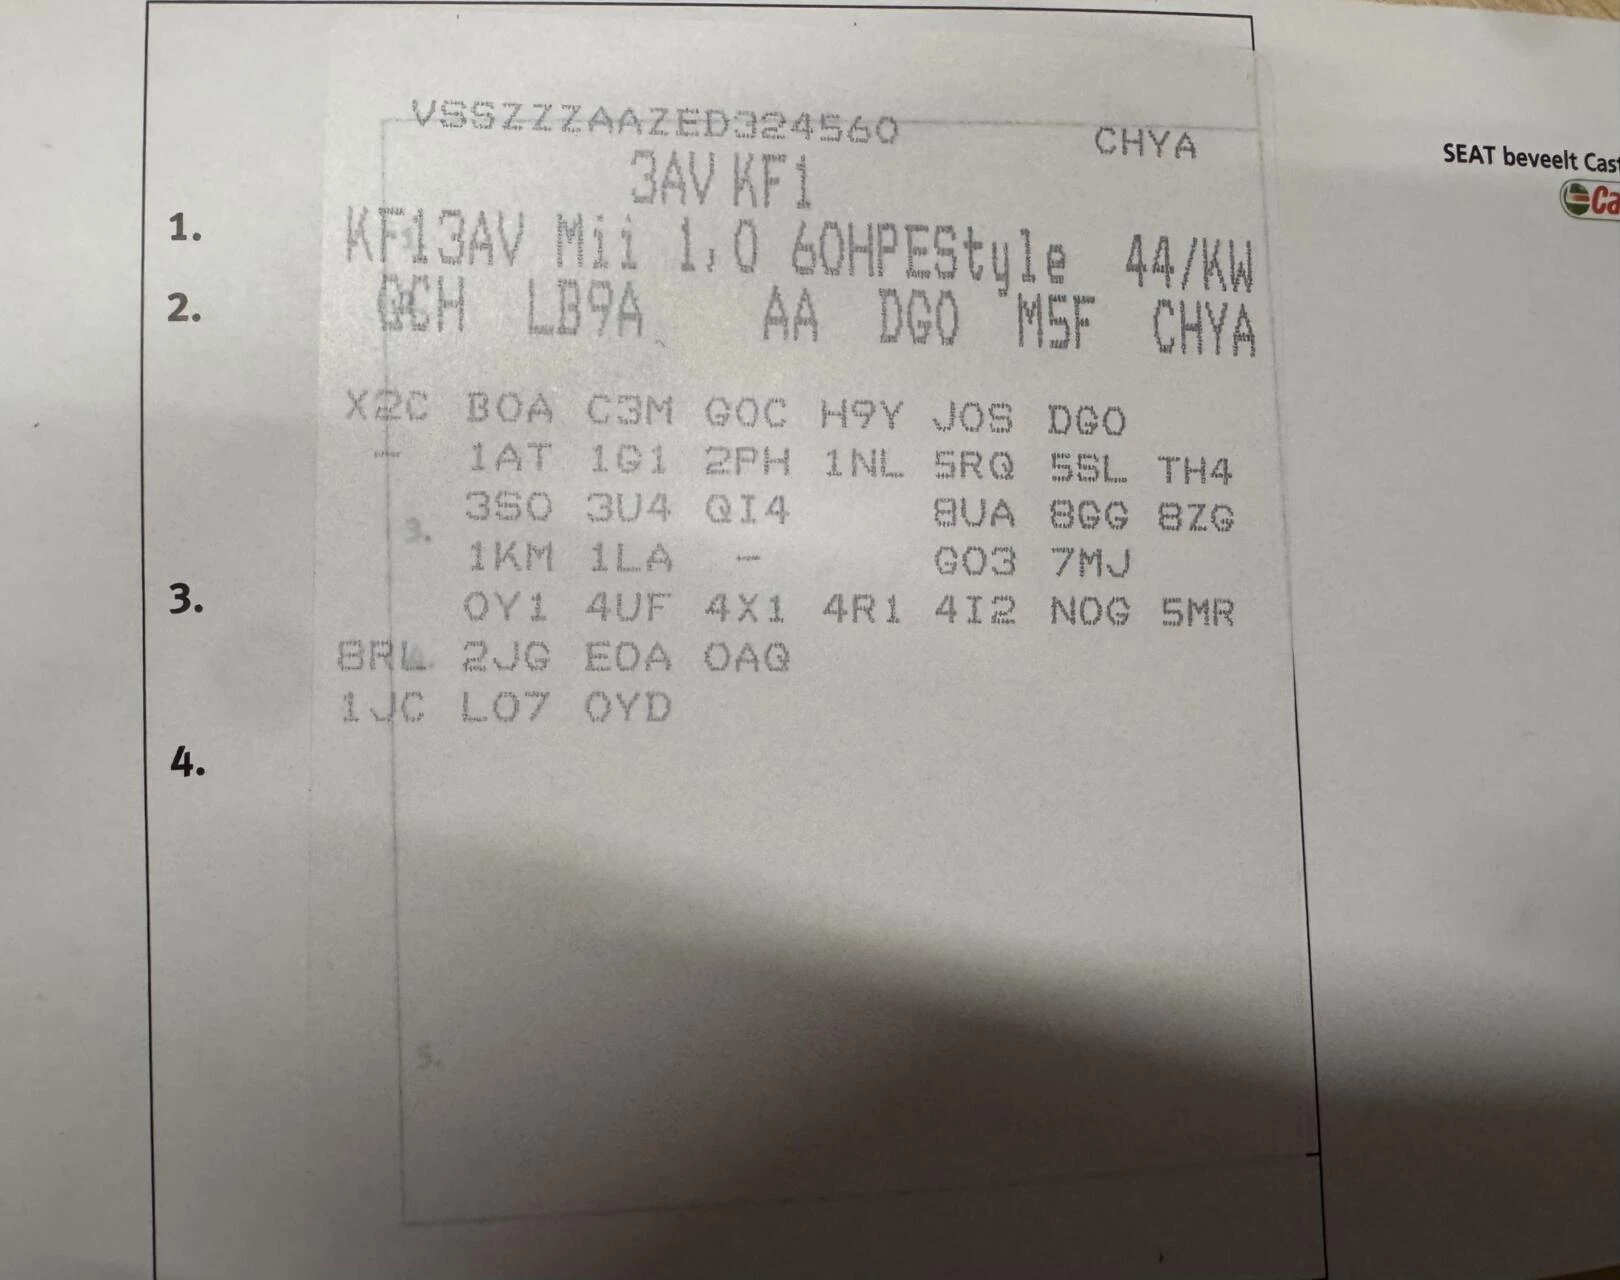 VSSZZZAAZED324560 CHYA
3AV KF1
SEAT beveelt
1. KF13AV Mii 1.0 60HPEStyle 44/KW
2. QCH LB9A AA DG0 M5F CHYA
X2C B0A C3M G0C H9Y J0S DG0
- 1AT 1G1 2PH 1NL 5RQ 5SL TH4
3S0 3U4 QI4 8UA 8GG 8ZG
3.
1KM 1LA - G03 7MJ
3. 0Y1 4UF 4X1 4R1 4I2 N0G 5MR
8RL 2JG E0A 0AQ
1JC L07 0YD
4.
5.